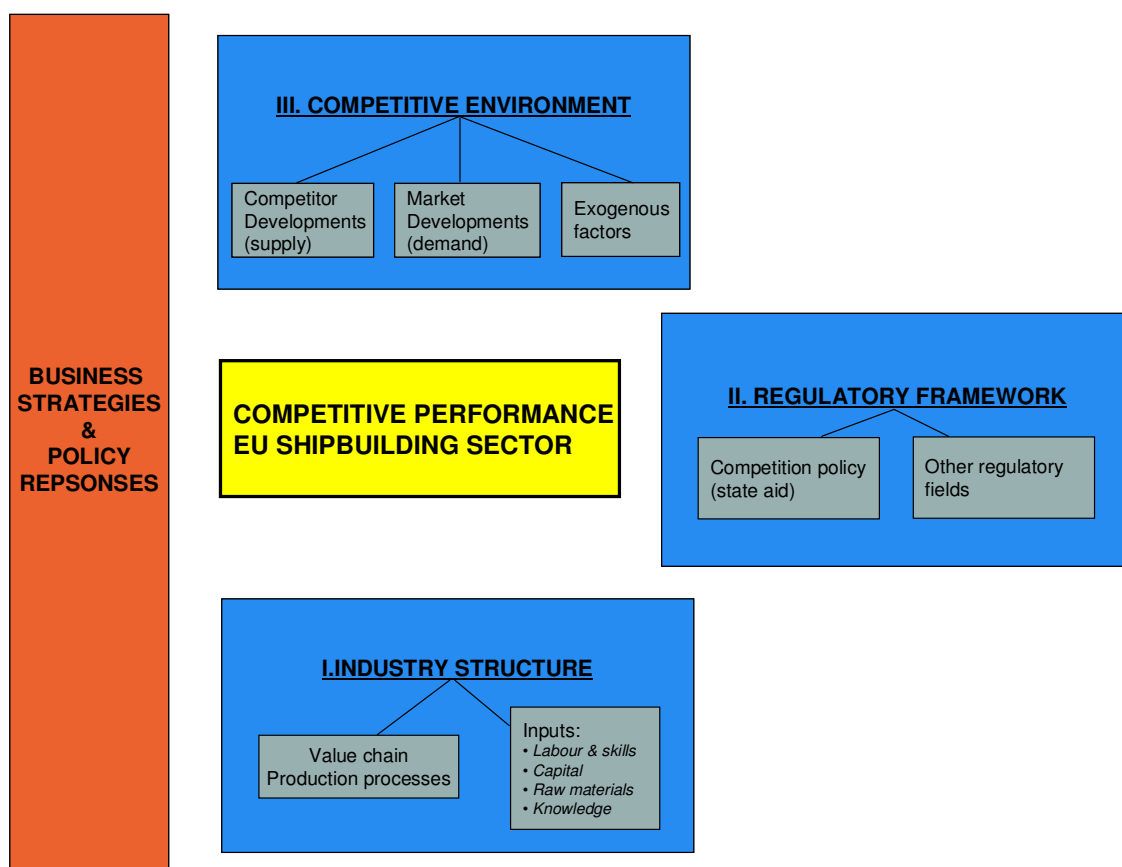 BUSINESS
STRATEGIES
&
POLICY
REPSONSES
III. COMPETITIVE ENVIRONMENT
Competitor
Developments
(supply)
Market
Developments
(demand)
Exogenous
factors
COMPETITIVE PERFORMANCE
EU SHIPBUILDING SECTOR
II. REGULATORY FRAMEWORK
Competition policy
(state aid)
Other regulatory
fields
I.INDUSTRY STRUCTURE
Value chain
Production processes
Inputs:
• Labour & skills
• Capital
• Raw materials
• Knowledge